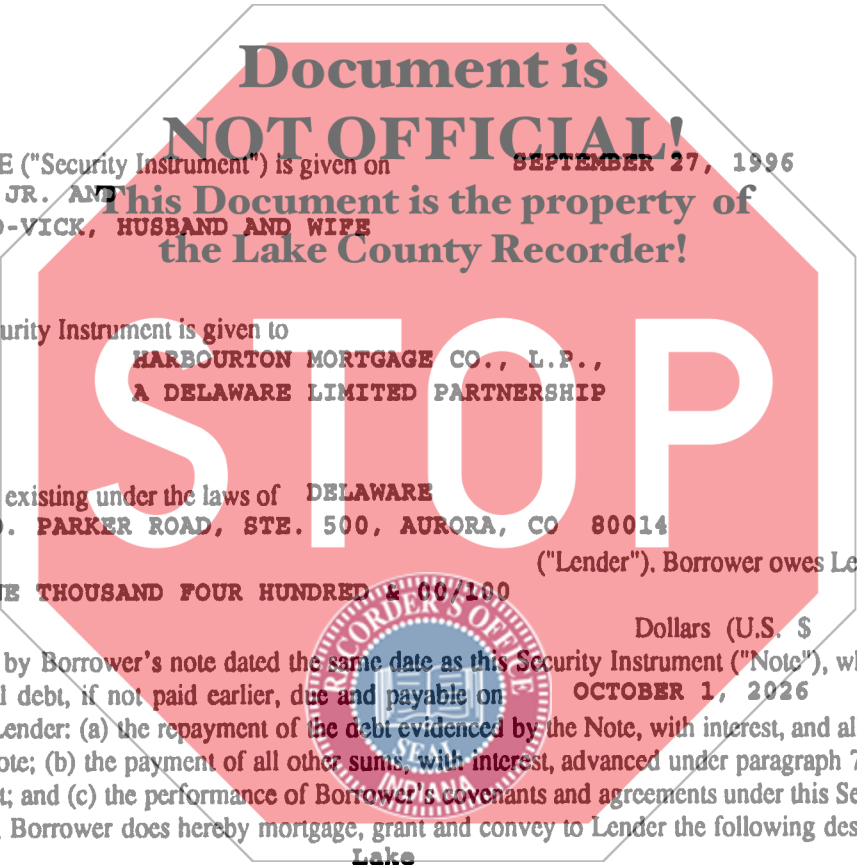 Document is
NOT OFFICIAL!
E ("Security Instrument") is given on SEPTEMBER 27, 1996
JR. AND
This Document is the property of
-VICK, HUSBAND AND WIFE
the Lake County Recorder!
urity Instrument is given to
HARBOURTON MORTGAGE CO., L.P.,
A DELAWARE LIMITED PARTNERSHIP
STOP
existing under the laws of DELAWARE
. PARKER ROAD, STE. 500, AURORA, CO 80014
("Lender"). Borrower owes Le
E THOUSAND FOUR HUNDRED & 00/100
Dollars (U.S. $
by Borrower's note dated the same date as this Security Instrument ("Note"), wh
l debt, if not paid earlier, due and payable on OCTOBER 1, 2026
Lender: (a) the repayment of the debt evidenced by the Note, with interest, and al
ote; (b) the payment of all other sums, with interest, advanced under paragraph 7
t; and (c) the performance of Borrower's covenants and agreements under this Se
, Borrower does hereby mortgage, grant and convey to Lender the following des
Lake
RECORDER'S OFFICE
SEAL
INDIANA